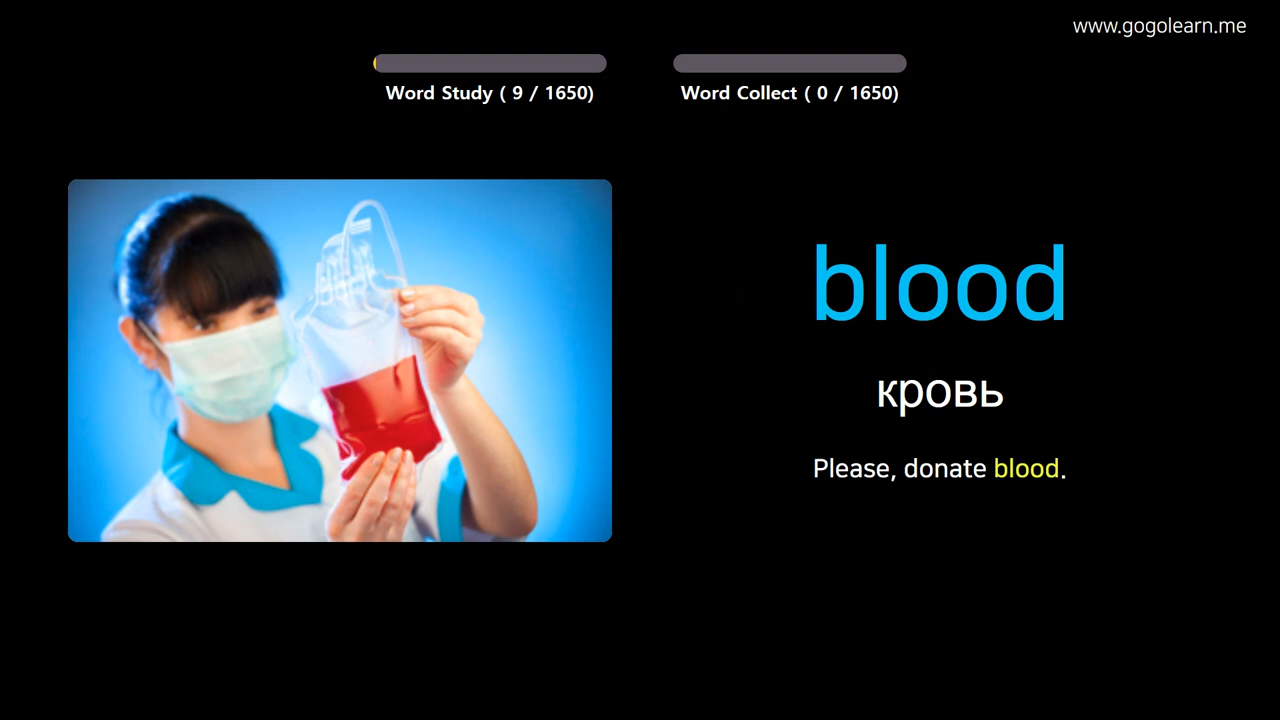 www.gogolearn.me
Word Study ( 9 / 1650)
Word Collect ( 0 / 1650)
blood
кровь
Please, donate blood.